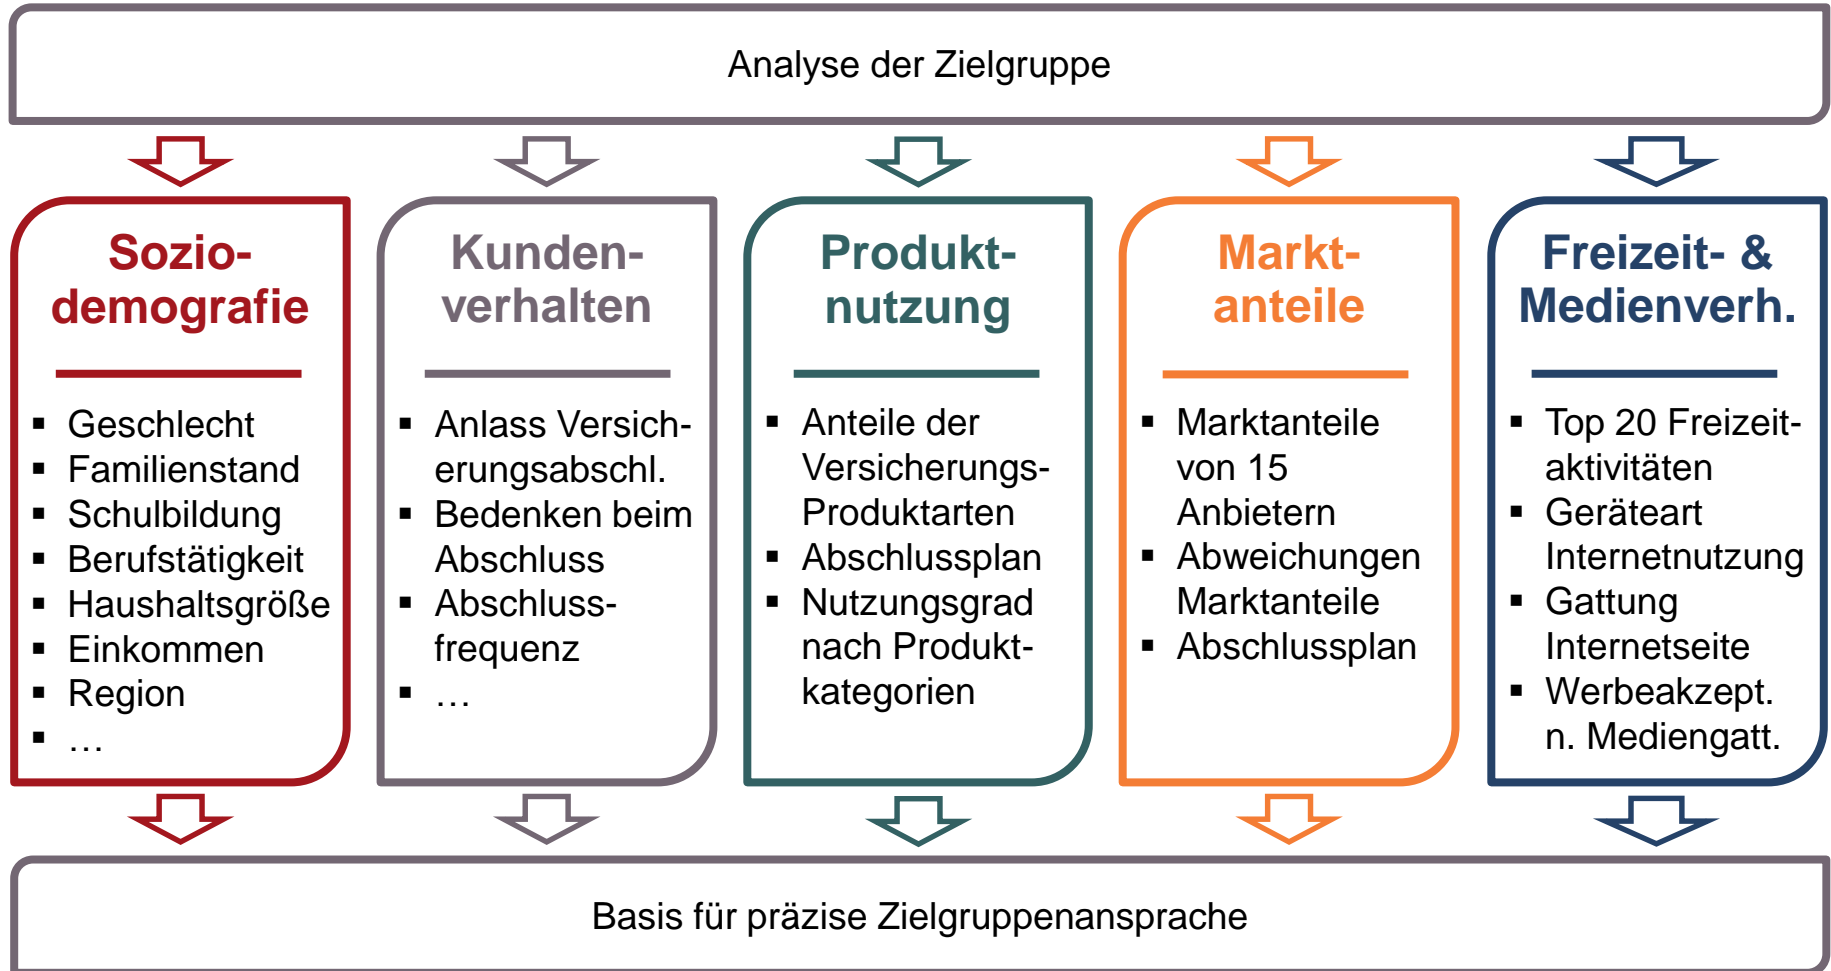 Analyse der Zielgruppe
Sozio-
demografie
▪ Geschlecht
▪ Familienstand
▪ Schulbildung
▪ Berufstätigkeit
▪ Haushaltsgröße
▪ Einkommen
▪ Region
▪ …
Kunden-
verhalten
▪ Anlass Versich-
erungsabschl.
▪ Bedenken beim
Abschluss
▪ Abschluss-
frequenz
▪ …
Produkt-
nutzung
▪ Anteile der
Versicherungs-
Produktarten
▪ Abschlussplan
▪ Nutzungsgrad
nach Produkt-
kategorien
Markt-
anteile
▪ Marktanteile
von 15
Anbietern
▪ Abweichungen
Marktanteile
▪ Abschlussplan
Freizeit- &
Medienverh.
▪ Top 20 Freizeit-
aktivitäten
▪ Geräteart
Internetnutzung
▪ Gattung
Internetseite
▪ Werbeakzept.
n. Mediengatt.
Basis für präzise Zielgruppenansprache